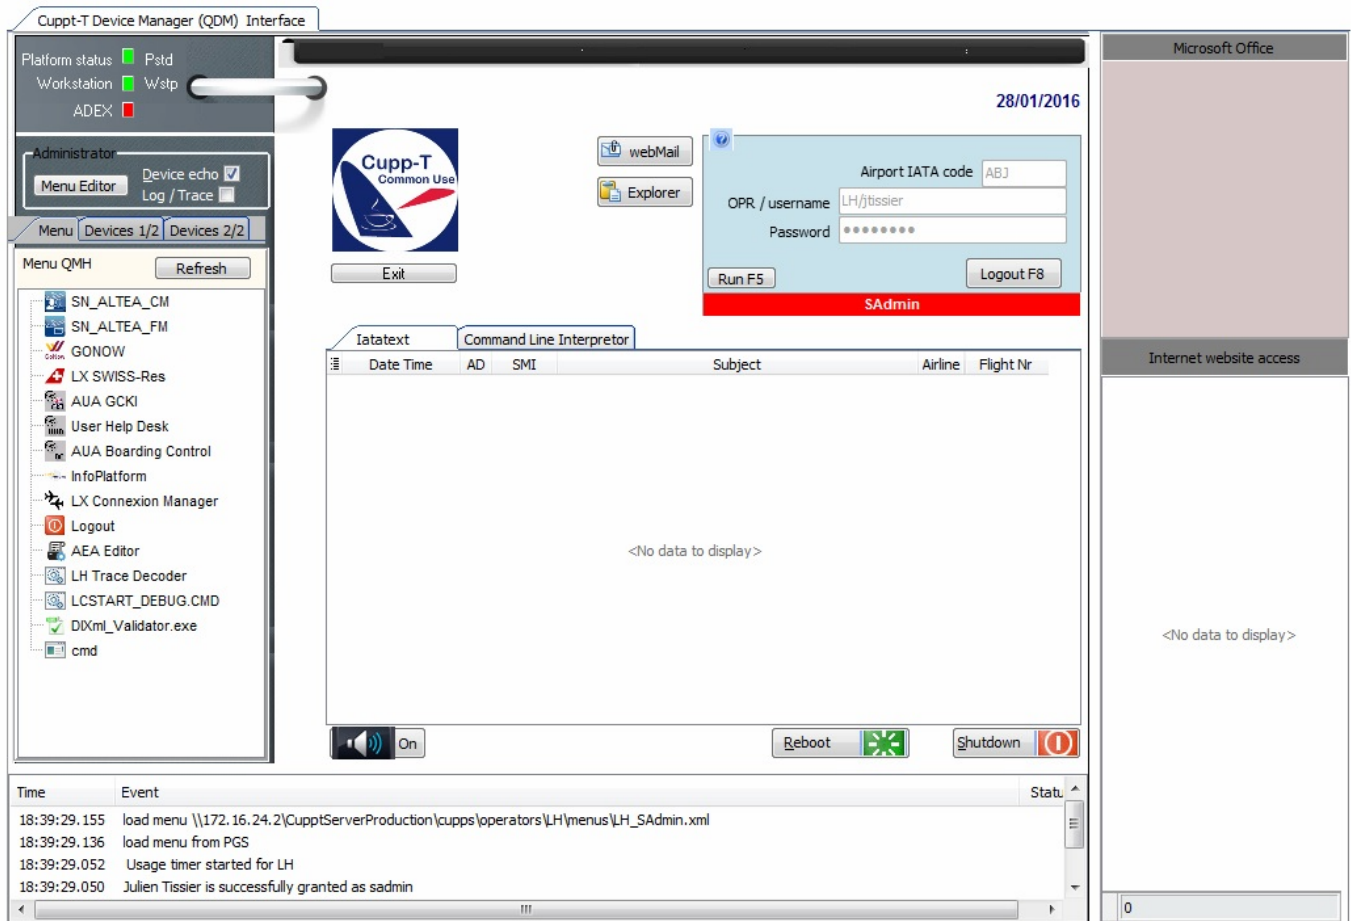 Cuppt-T Device Manager (QDM) Interface
Platform status Pstd
Workstation Wstp
ADEX
Administrator
Menu Editor
Device echo
Log / Trace
Menu Devices 1/2 Devices 2/2
Menu QMH
Refresh
SN_ALTEA_CM
SN_ALTEA_FM
GONOW
LX SWISS-Res
AUA GCKI
User Help Desk
AUA Boarding Control
InfoPlatform
LX Connexion Manager
Logout
AEA Editor
LH Trace Decoder
LCSTART_DEBUG.CMD
DIXml_Validator.exe
cmd
28/01/2016
Cupp-T
Common Use
Exit
webMail
Explorer
Airport IATA code ABJ
OPR / username LH/jtissier
Password ●●●●●●●●
Run F5
Logout F8
SAdmin
Iatatext Command Line Interpretor
Date Time AD SMI Subject Airline Flight Nr
<No data to display>
On
Reboot
Shutdown
Microsoft Office
Internet website access
<No data to display>
0
Time Event Statu
18:39:29.155 load menu \\172.16.24.2\CupptServerProduction\cupps\operators\LH\menus\LH_SAdmin.xml
18:39:29.136 load menu from PGS
18:39:29.052 Usage timer started for LH
18:39:29.050 Julien Tissier is successfully granted as sadmin